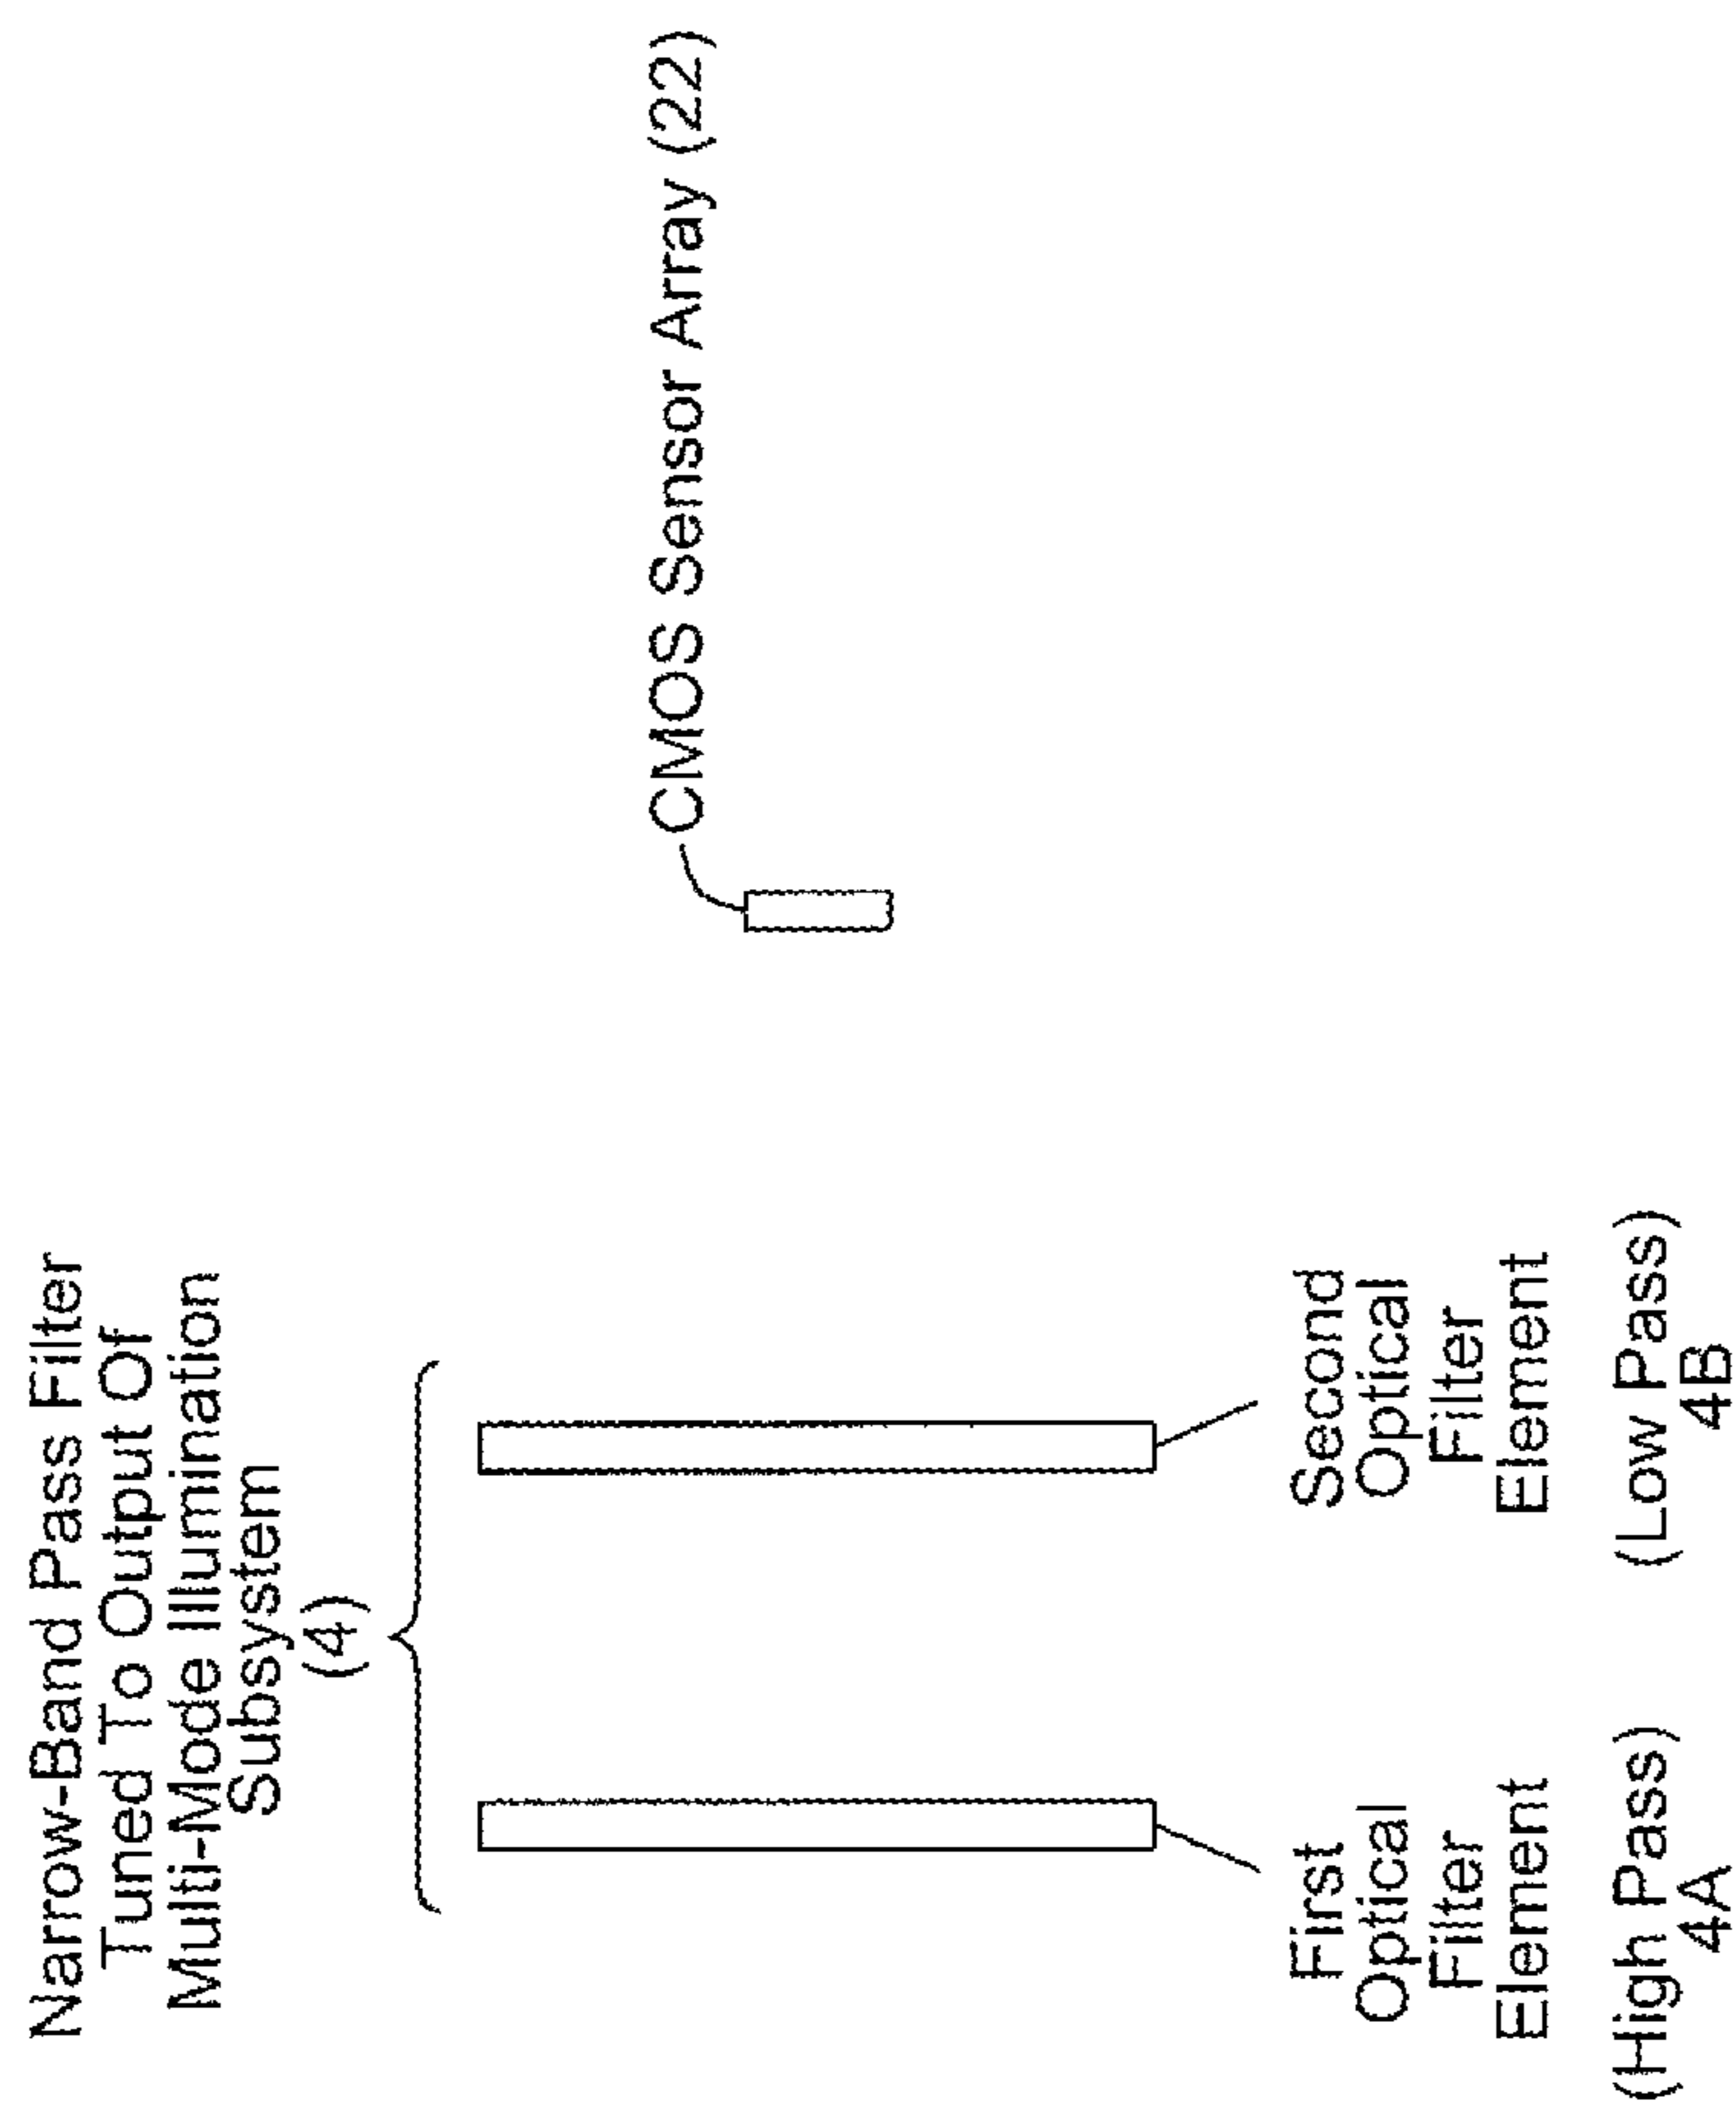 Narrow-Band Pass Filter
Tuned To Output Of
Mulli-Mode Illumination
Subsystem
(4)
CMOS Sensor Array (22)
First
Optical
Filter
Element
(High Pass)
4A
Second
Optical
Filter
Element
(Low Pass)
4B